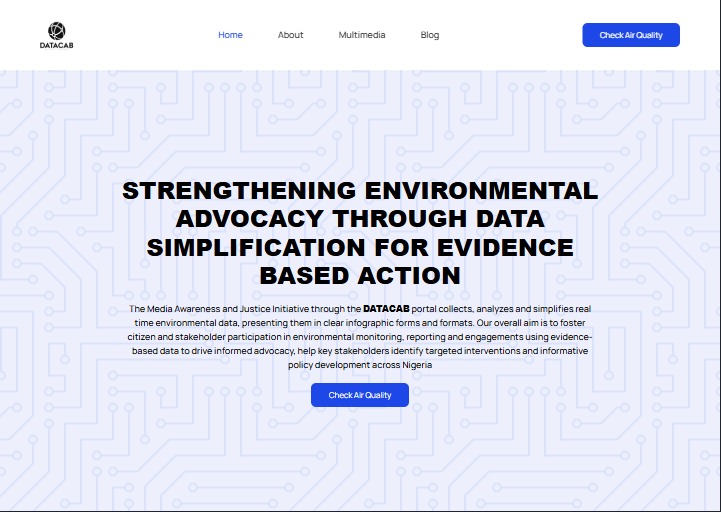 DATACAB
Home About Multimedia Blog Check Air Quality
STRENGTHENING ENVIRONMENTAL
ADVOCACY THROUGH DATA
SIMPLIFICATION FOR EVIDENCE
BASED ACTION
The Media Awareness and Justice Initiative through the DATACAB portal collects, analyzes and simplifies real
time environmental data, presenting them in clear infographic forms and formats. Our overall aim is to foster
citizen and stakeholder participation in environmental monitoring, reporting and engagements using evidence-
based data to drive informed advocacy, help key stakeholders identify targeted interventions and informative
policy development across Nigeria
Check Air Quality